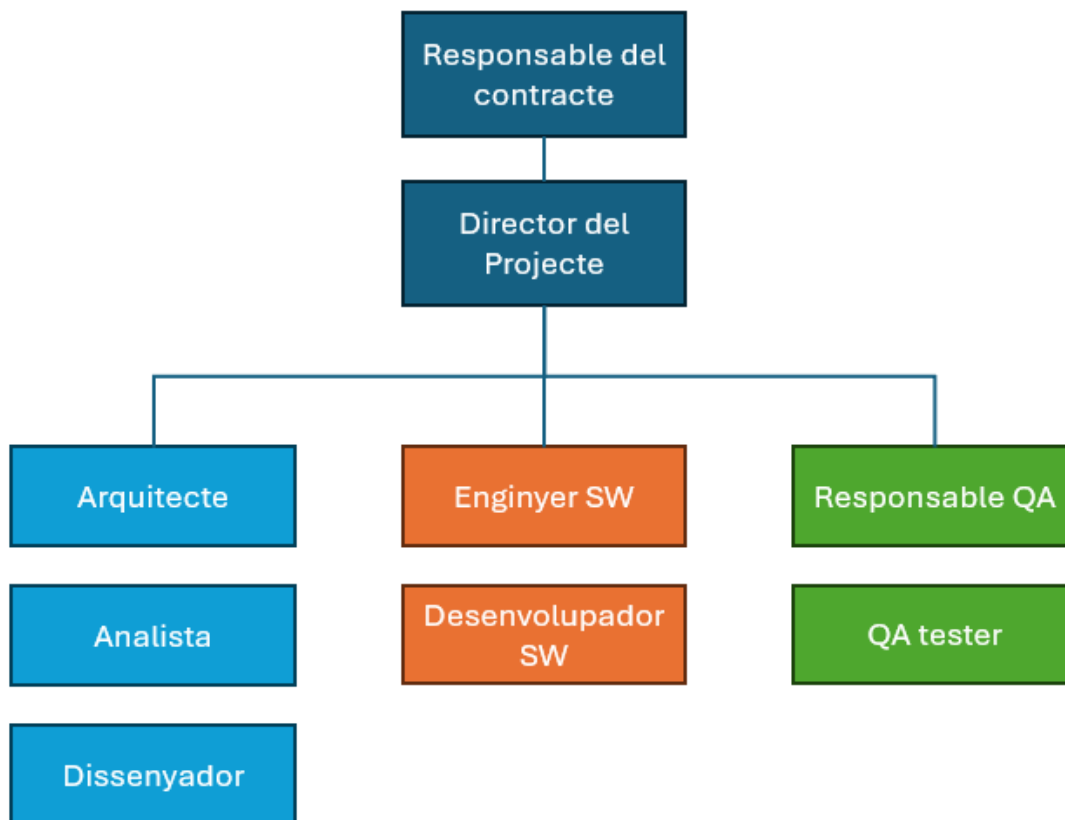 Responsable del
contracte
Director del
Projecte
Arquitecte
Enginyer SW
Responsable QA
Analista
Desenvolupador
SW
QA tester
Dissenyador